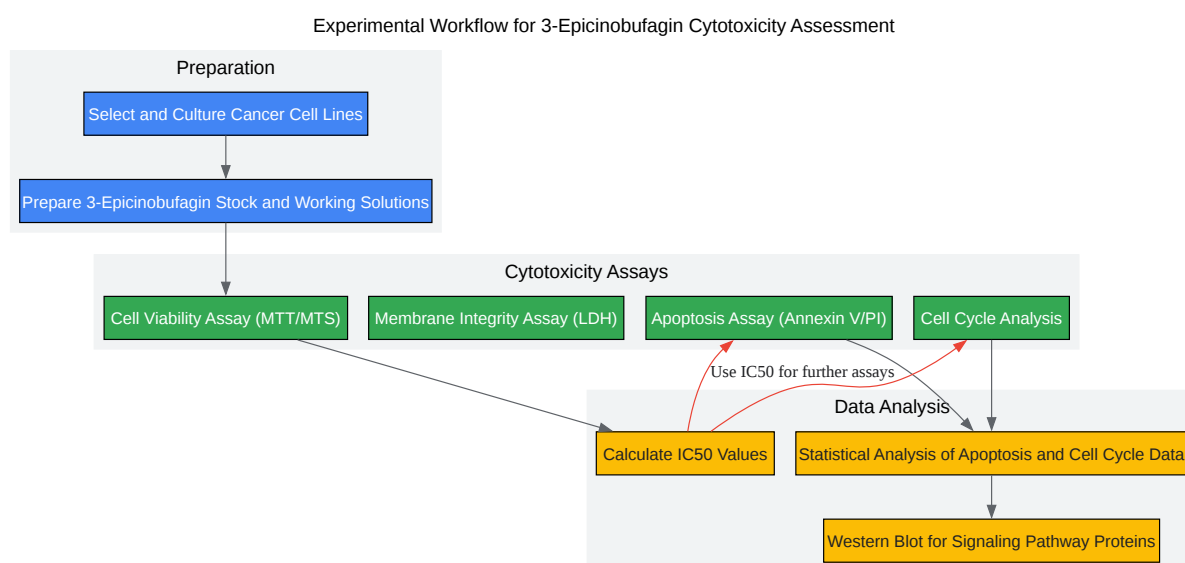 Experimental Workflow for 3-Epicinobufagin Cytotoxicity Assessment
Preparation
Select and Culture Cancer Cell Lines
Prepare 3-Epicinobufagin Stock and Working Solutions
Cytotoxicity Assays
Cell Viability Assay (MTT/MTS)
Membrane Integrity Assay (LDH)
Apoptosis Assay (Annexin V/PI)
Cell Cycle Analysis
Use IC50 for further assays
Data Analysis
Calculate IC50 Values
Statistical Analysis of Apoptosis and Cell Cycle Data
Western Blot for Signaling Pathway Proteins